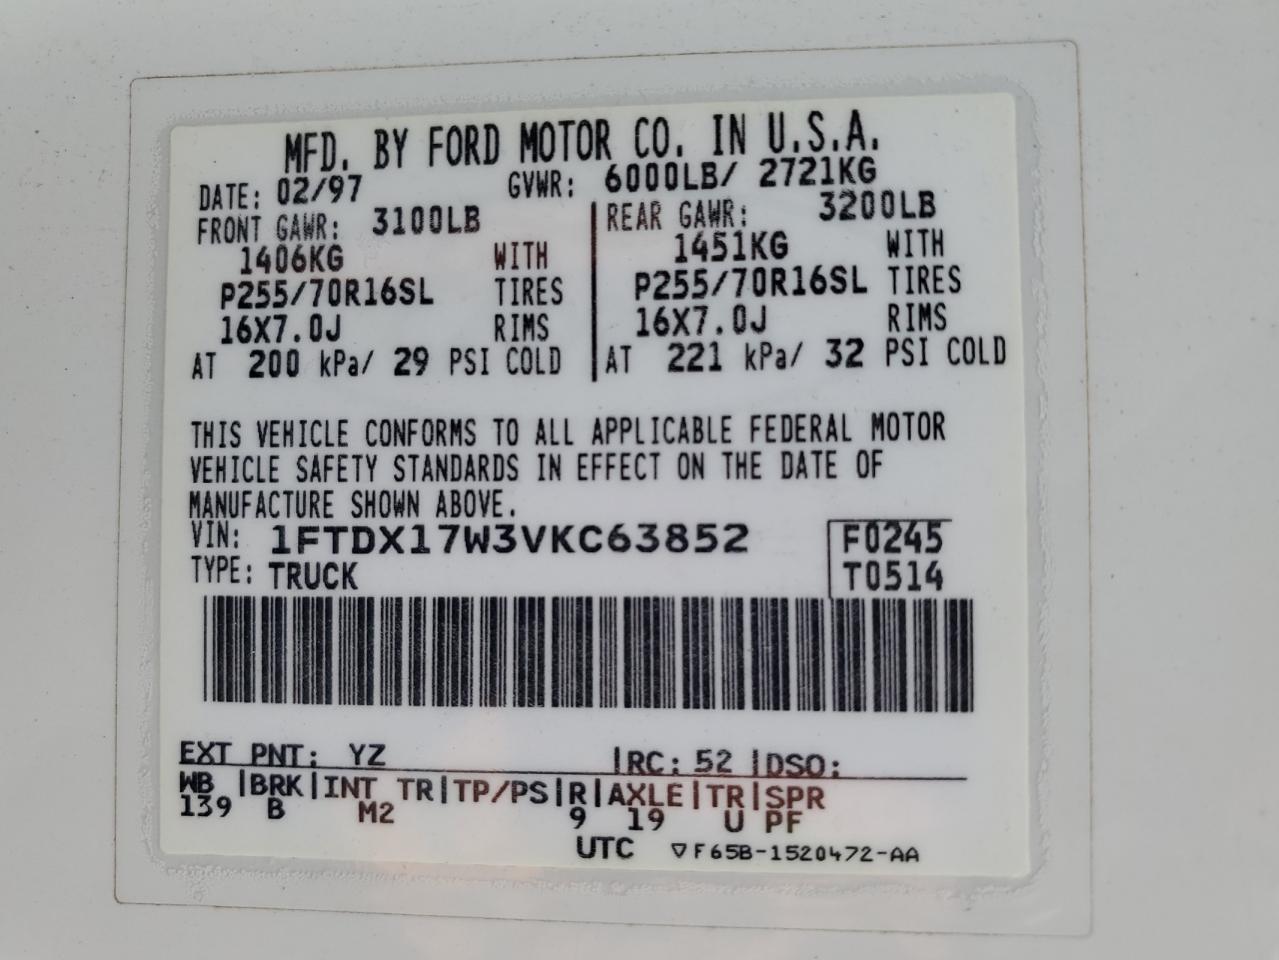 MFD. BY FORD MOTOR CO. IN U.S.A.
DATE: 02/97 GVWR: 6000LB/ 2721KG
FRONT GAWR: 3100LB
1406KG WITH
P255/70R16SL TIRES
16X7.0J RIMS
AT 200 kPa/ 29 PSI COLD
REAR GAWR: 3200LB
1451KG WITH
P255/70R16SL TIRES
16X7.0J RIMS
AT 221 kPa/ 32 PSI COLD
THIS VEHICLE CONFORMS TO ALL APPLICABLE FEDERAL MOTOR
VEHICLE SAFETY STANDARDS IN EFFECT ON THE DATE OF
MANUFACTURE SHOWN ABOVE.
VIN: 1FTDX17W3VKC63852 F0245
TYPE: TRUCK T0514
EXT PNT: YZ |RC: 52 |DSO:
WB |BRK|INT TR|TP/PS|R|AXLE|TR|SPR
139 B M2 9 19 U PF
UTC ▽F65B-1520472-AA